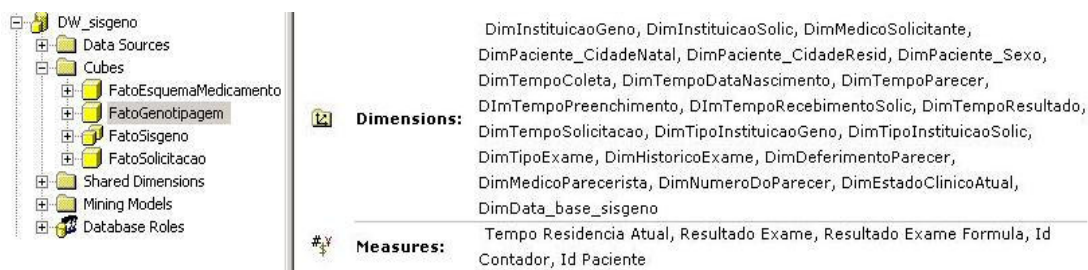 DW_sisgeno
Data Sources
Cubes
FatoEsquemaMedicamento
FatoGenotipagem
FatoSisgeno
FatoSolicitacao
Shared Dimensions
Mining Models
Database Roles
Dimensions:
DimInstituicaoGeno, DimInstituicaoSolic, DimMedicoSolicitante,
DimPaciente_CidadeNatal, DimPaciente_CidadeResid, DimPaciente_Sexo,
DimTempoColeta, DimTempoDataNascimento, DimTempoParecer,
DImTempoPreenchimento, DImTempoRecebimentoSolic, DimTempoResultado,
DimTempoSolicitacao, DimTipoInstituicaoGeno, DimTipoInstituicaoSolic,
DimTipoExame, DimHistoricoExame, DimDeferimentoParecer,
DimMedicoParecerista, DimNumeroDoParecer, DimEstadoClinicoAtual,
DimData_base_sisgeno
Measures:
Tempo Residencia Atual, Resultado Exame, Resultado Exame Formula, Id
Contador, Id Paciente